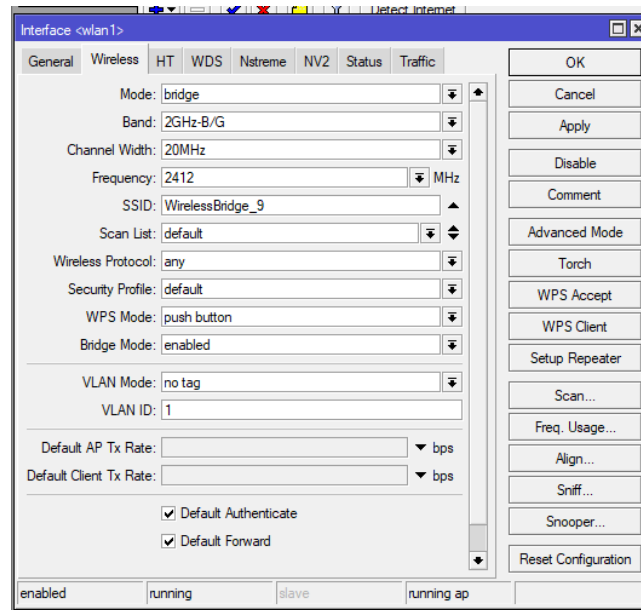 Detect Internet
Interface <wlan1>
General Wireless HT WDS Nstreme NV2 Status Traffic
Mode: bridge
Band: 2GHz-B/G
Channel Width: 20MHz
Frequency: 2412 MHz
SSID: WirelessBridge_9
Scan List: default
Wireless Protocol: any
Security Profile: default
WPS Mode: push button
Bridge Mode: enabled
VLAN Mode: no tag
VLAN ID: 1
Default AP Tx Rate: bps
Default Client Tx Rate: bps
Default Authenticate
Default Forward
OK
Cancel
Apply
Disable
Comment
Advanced Mode
Torch
WPS Accept
WPS Client
Setup Repeater
Scan...
Freq. Usage...
Align...
Sniff...
Snooper...
Reset Configuration
enabled running slave running ap